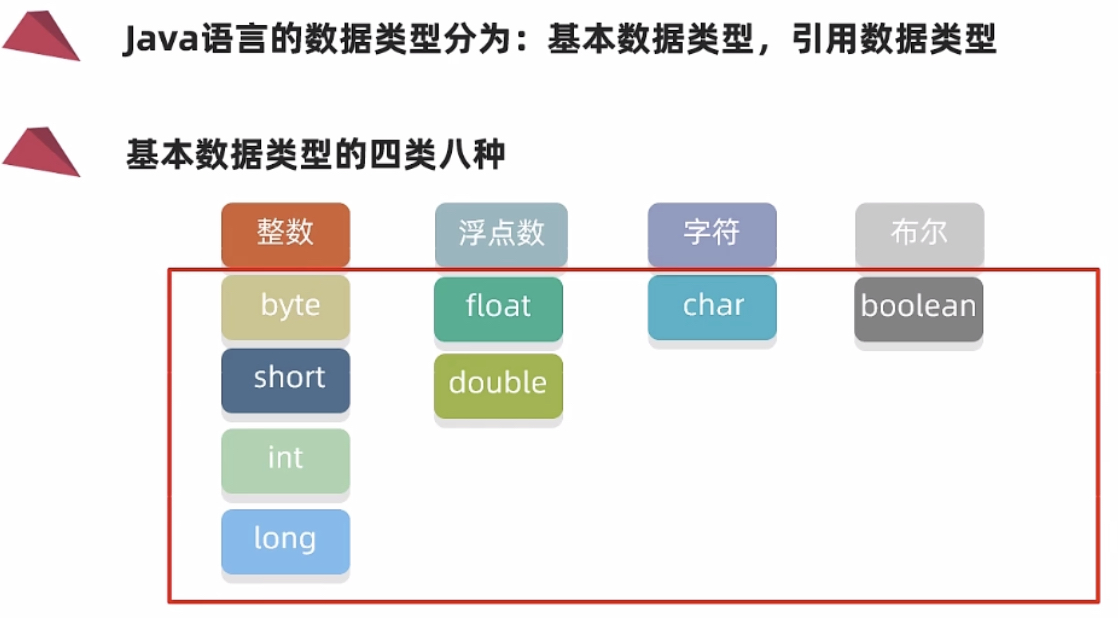 Java语言的数据类型分为：基本数据类型，引用数据类型
基本数据类型的四类八种
整数 浮点数 字符 布尔
byte float char boolean
short double
int
long